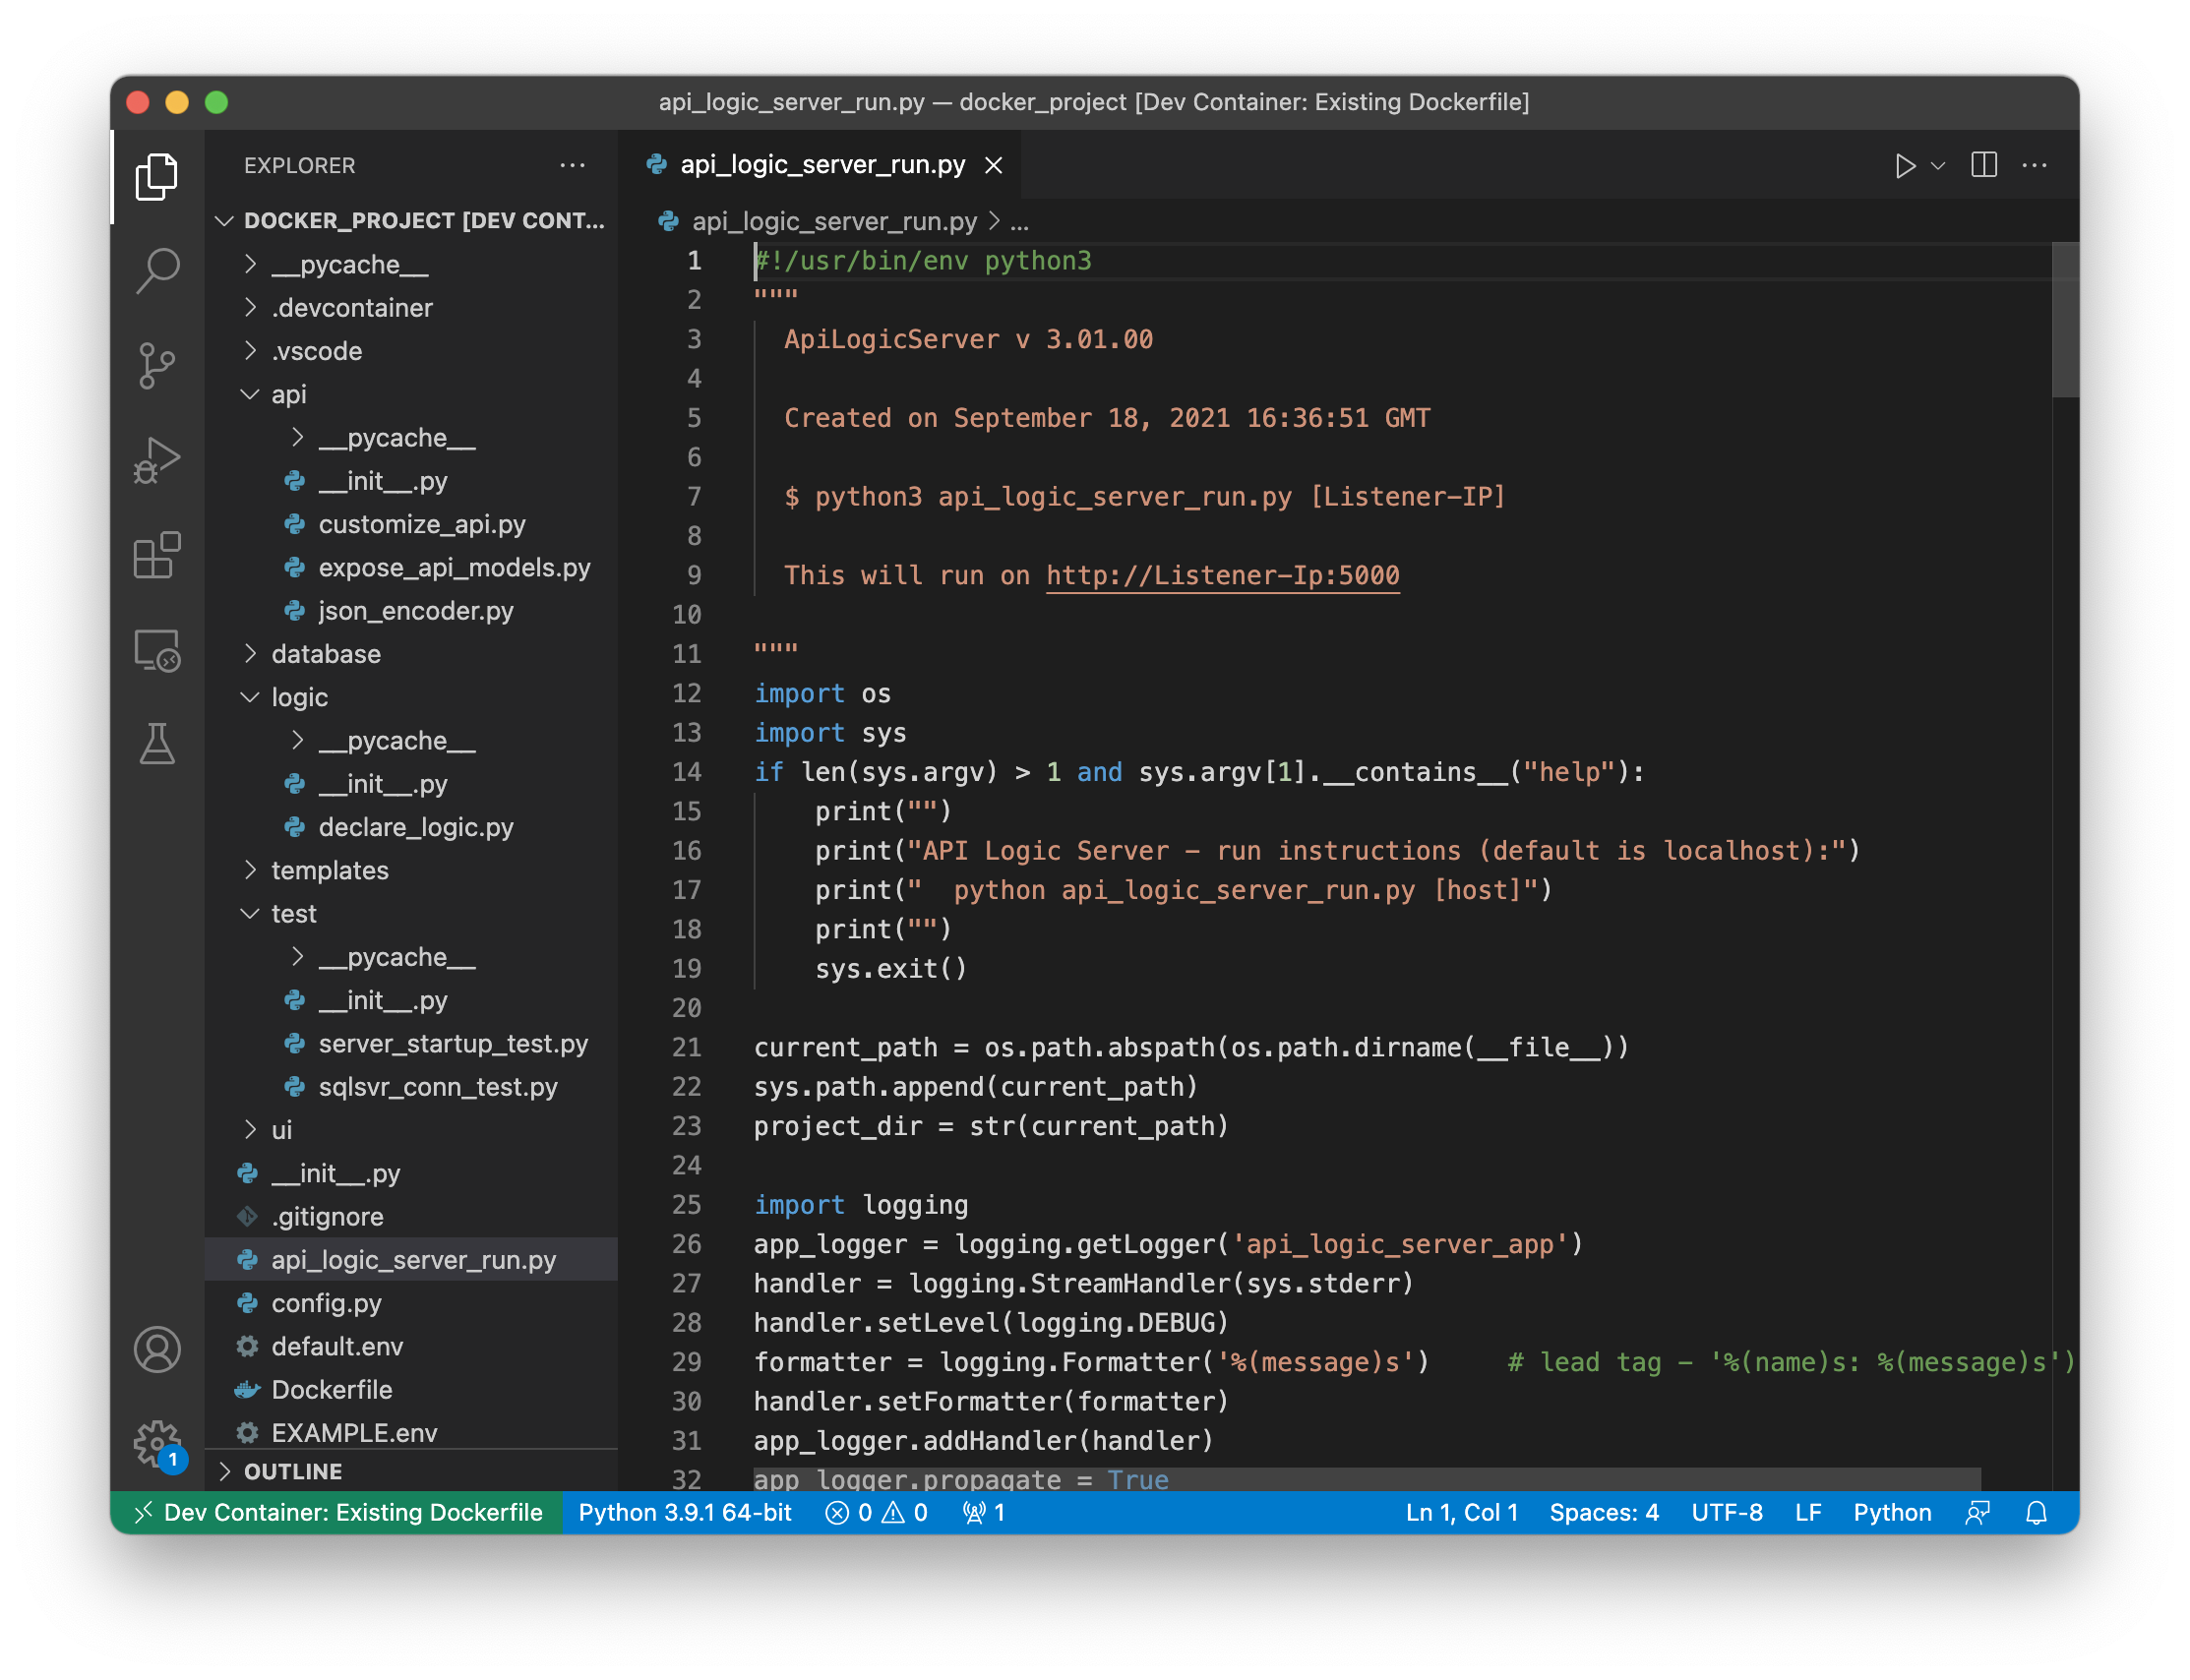 api_logic_server_run.py — docker_project [Dev Container: Existing Dockerfile]
EXPLORER
DOCKER_PROJECT [DEV CONT...
__pycache__
.devcontainer
.vscode
api
__pycache__
__init__.py
customize_api.py
expose_api_models.py
json_encoder.py
database
logic
__pycache__
__init__.py
declare_logic.py
templates
test
__pycache__
__init__.py
server_startup_test.py
sqlsvr_conn_test.py
ui
__init__.py
.gitignore
api_logic_server_run.py
config.py
default.env
Dockerfile
EXAMPLE.env
OUTLINE
api_logic_server_run.py
api_logic_server_run.py > ...
1 #!/usr/bin/env python3
2 """
3 ApiLogicServer v 3.01.00
4
5 Created on September 18, 2021 16:36:51 GMT
6
7 $ python3 api_logic_server_run.py [Listener-IP]
8
9 This will run on http://Listener-Ip:5000
10
11 """
12 import os
13 import sys
14 if len(sys.argv) > 1 and sys.argv[1].__contains__("help"):
15     print("")
16     print("API Logic Server - run instructions (default is localhost):")
17     print("  python api_logic_server_run.py [host]")
18     print("")
19     sys.exit()
20
21 current_path = os.path.abspath(os.path.dirname(__file__))
22 sys.path.append(current_path)
23 project_dir = str(current_path)
24
25 import logging
26 app_logger = logging.getLogger('api_logic_server_app')
27 handler = logging.StreamHandler(sys.stderr)
28 handler.setLevel(logging.DEBUG)
29 formatter = logging.Formatter('%(message)s')     # lead tag - '%(name)s: %(message)s')
30 handler.setFormatter(formatter)
31 app_logger.addHandler(handler)
32 app_logger.propagate = True
1
Dev Container: Existing Dockerfile Python 3.9.1 64-bit 0 0 1 Ln 1, Col 1 Spaces: 4 UTF-8 LF Python